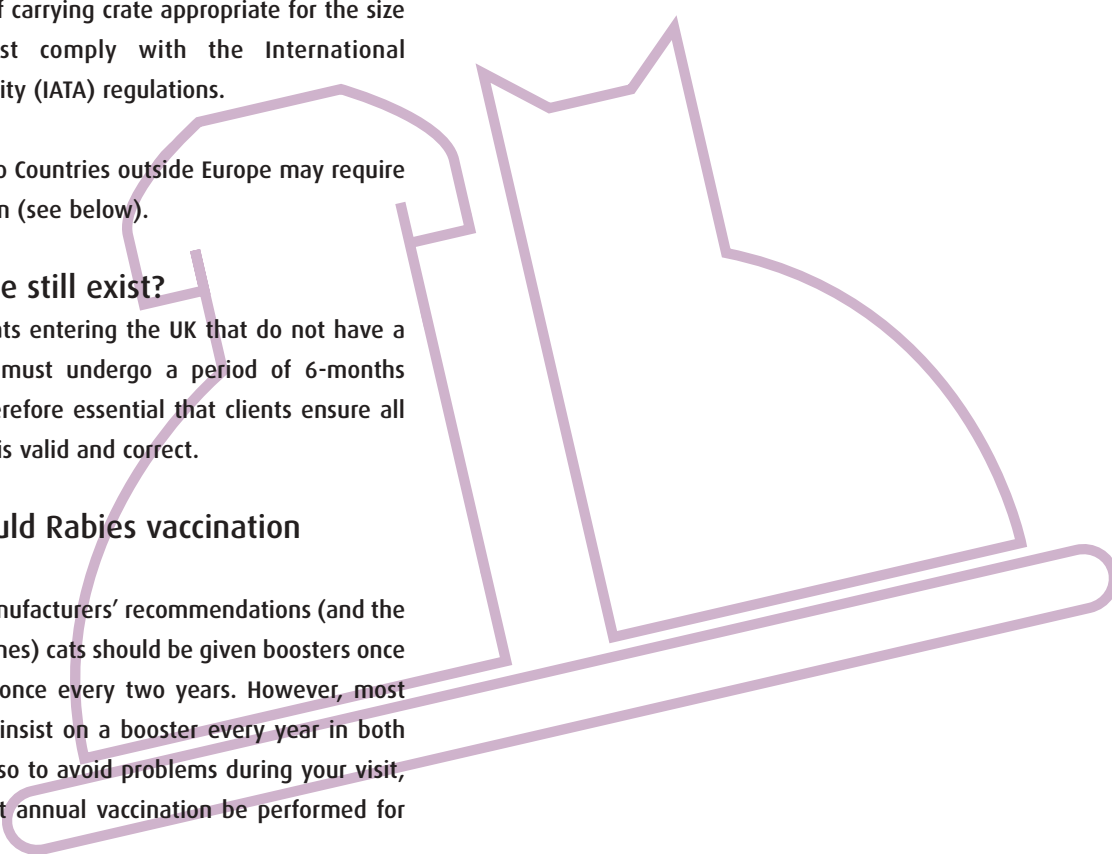 f carrying crate appropriate for the size
st comply with the International
ity (IATA) regulations.
o Countries outside Europe may require
n (see below).
e still exist?
ats entering the UK that do not have a
must undergo a period of 6-months
erefore essential that clients ensure all
is valid and correct.
uld Rabies vaccination
nufacturers’ recommendations (and the
nes) cats should be given boosters once
once every two years. However, most
insist on a booster every year in both
so to avoid problems during your visit,
t annual vaccination be performed for